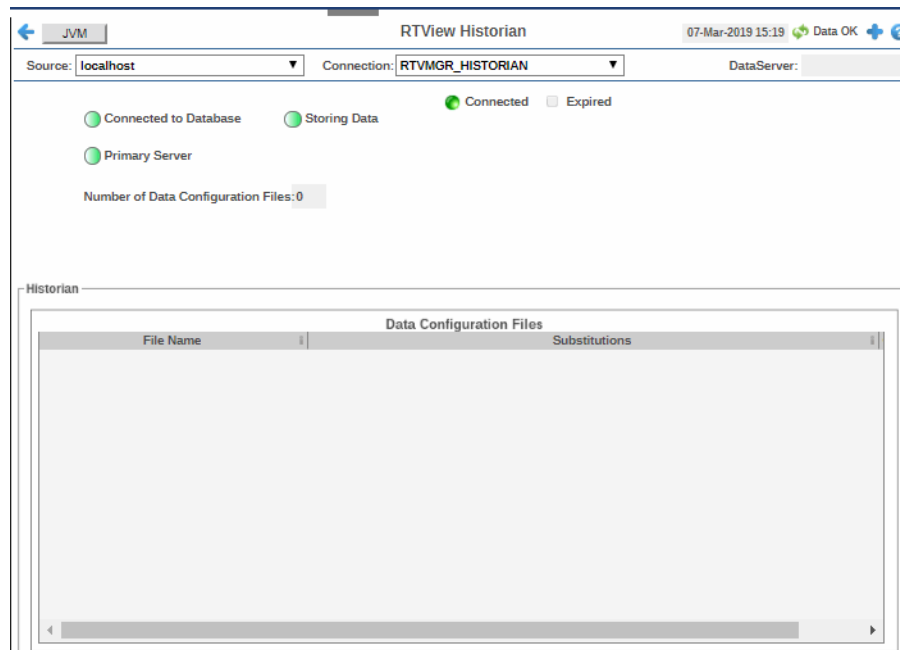 JVM RTView Historian 07-Mar-2019 15:19 Data OK
Source: localhost Connection: RTVMGR_HISTORIAN DataServer:
Connected Expired
Connected to Database Storing Data
Primary Server
Number of Data Configuration Files: 0
Historian
Data Configuration Files
File Name Substitutions